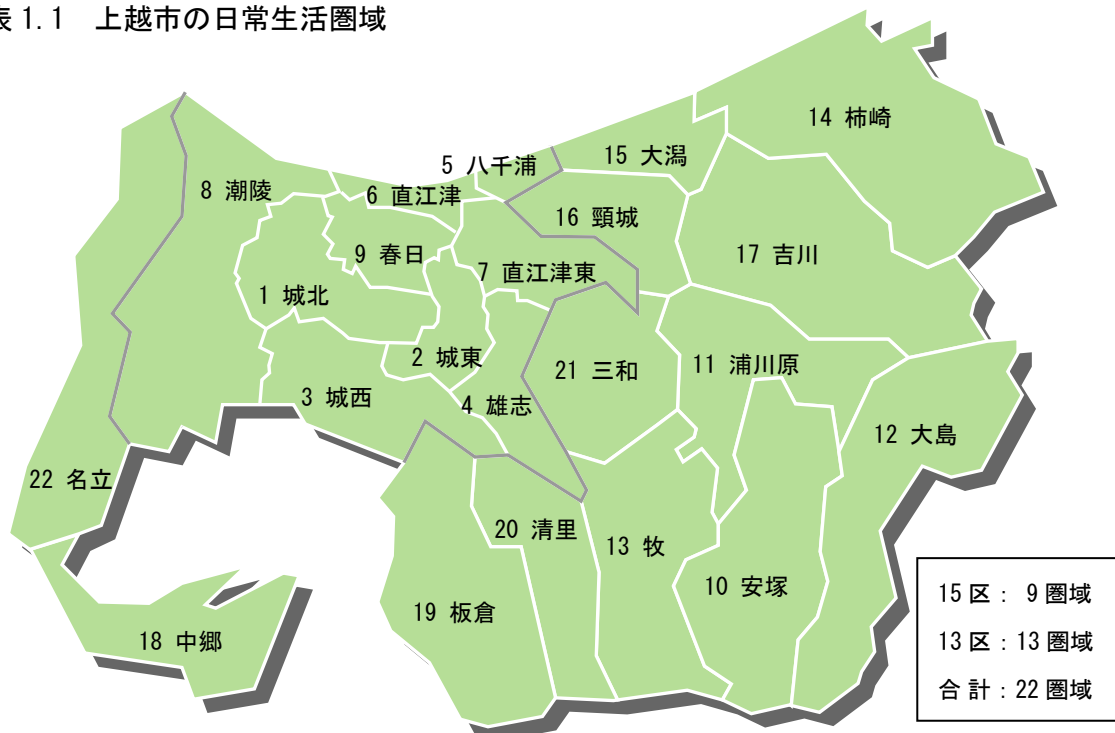 表 1.1 上越市の日常生活圏域
14 柿崎
5 八千浦
15 大潟
8 潮陵
6 直江津
16 頸城
9 春日
17 吉川
7 直江津東
1 城北
2 城東
21 三和
11 浦川原
3 城西
4 雄志
12 大島
22 名立
20 清里
13 牧
10 安塚
19 板倉
18 中郷
15 区 : 9 圏域
13 区 : 13 圏域
合 計 : 22 圏域